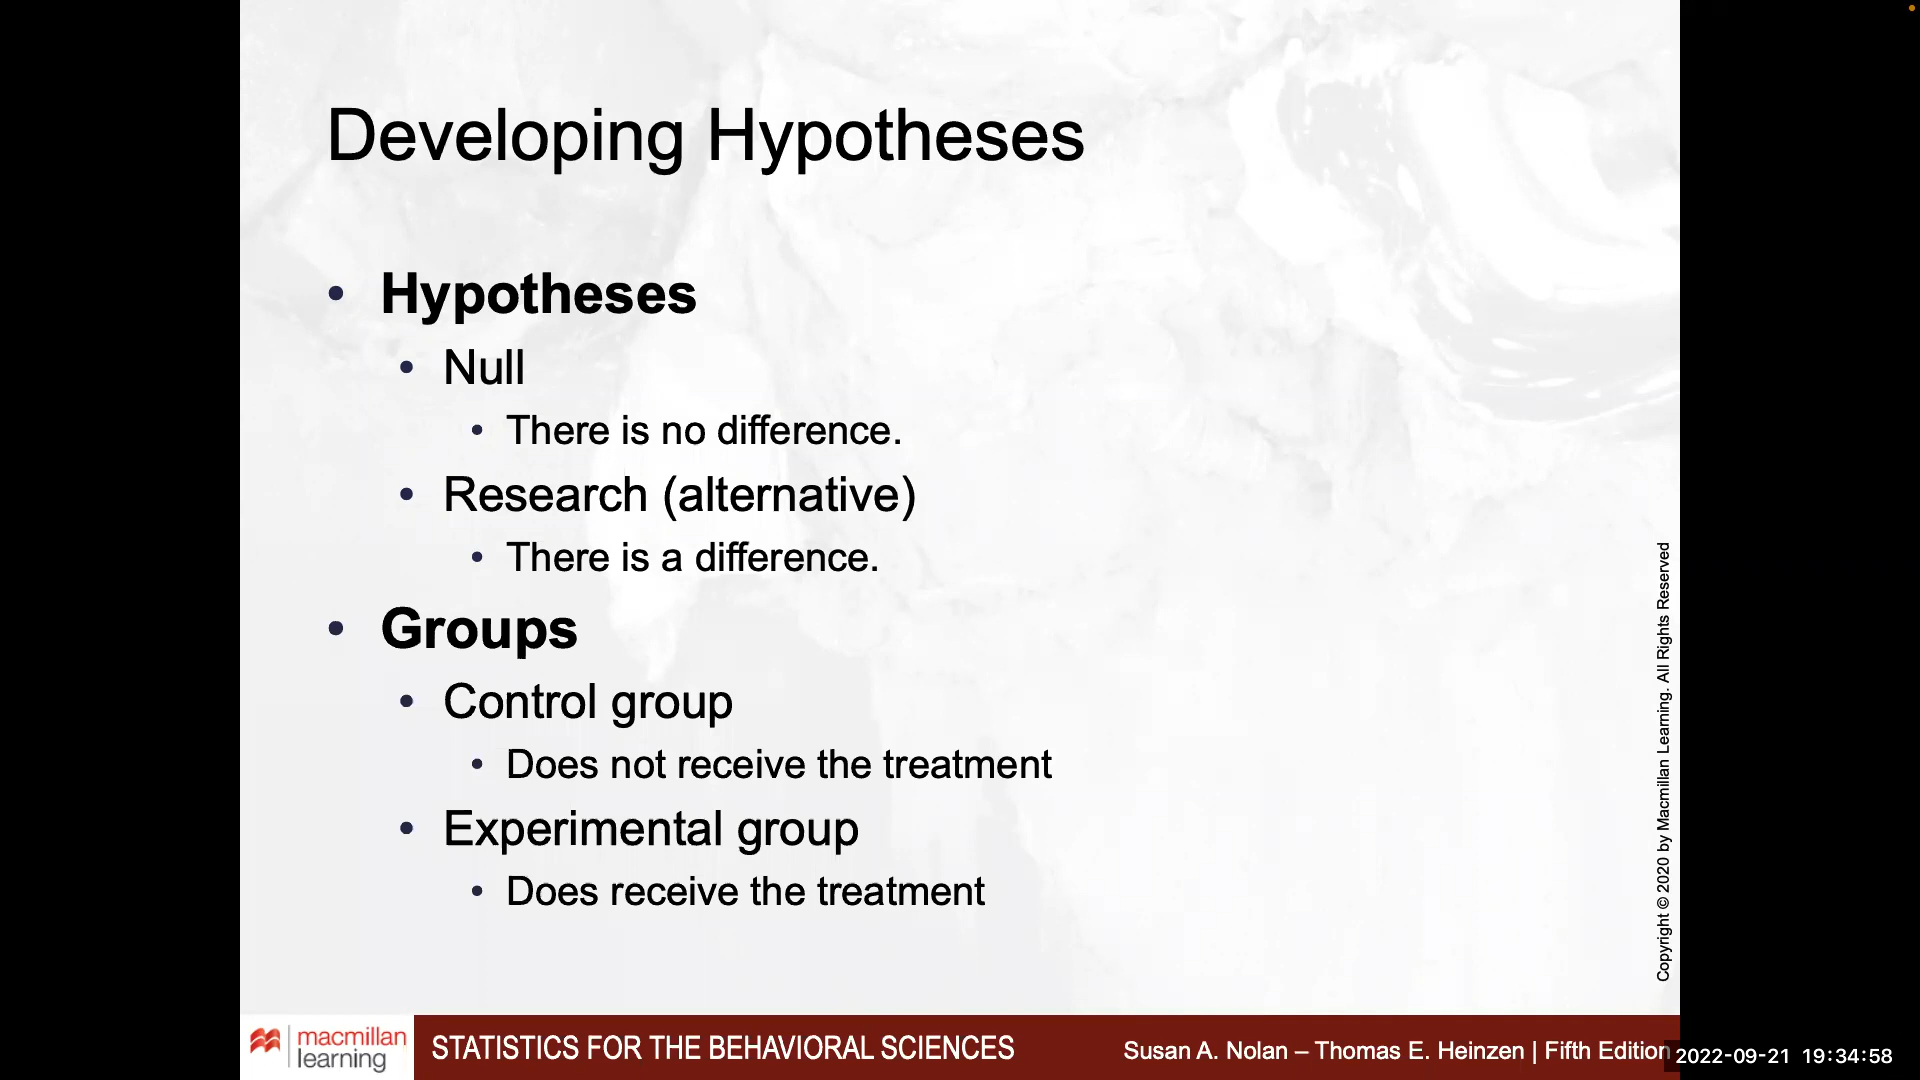 Developing Hypotheses
• Hypotheses
• Null
• There is no difference.
• Research (alternative)
• There is a difference.
• Groups
• Control group
• Does not receive the treatment
• Experimental group
• Does receive the treatment
Copyright © 2020 by Macmillan Learning. All Rights Reserved
macmillan
learning
STATISTICS FOR THE BEHAVIORAL SCIENCES
Susan A. Nolan – Thomas E. Heinzen | Fifth Edition
2022-09-21 19:34:58